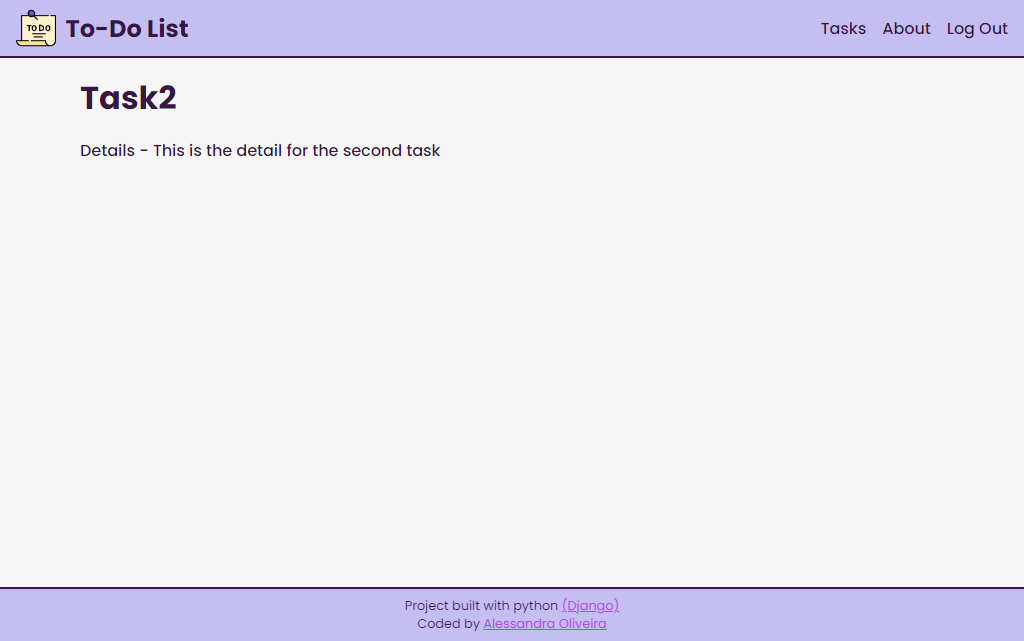 TO DO
To-Do List
Tasks About Log Out
Task2
Details - This is the detail for the second task
Project built with python (Django)
Coded by Alessandra Oliveira